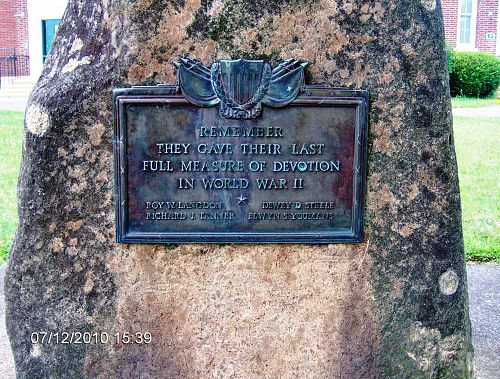 REMEMBER
THEY GAVE THEIR LAST
FULL MEASURE OF DEVOTION
IN WORLD WAR II
ROY W. LANGDON DEWEY D. STEELE
RICHARD J. TANNER ELWYN S.
07/12/2010 15:39